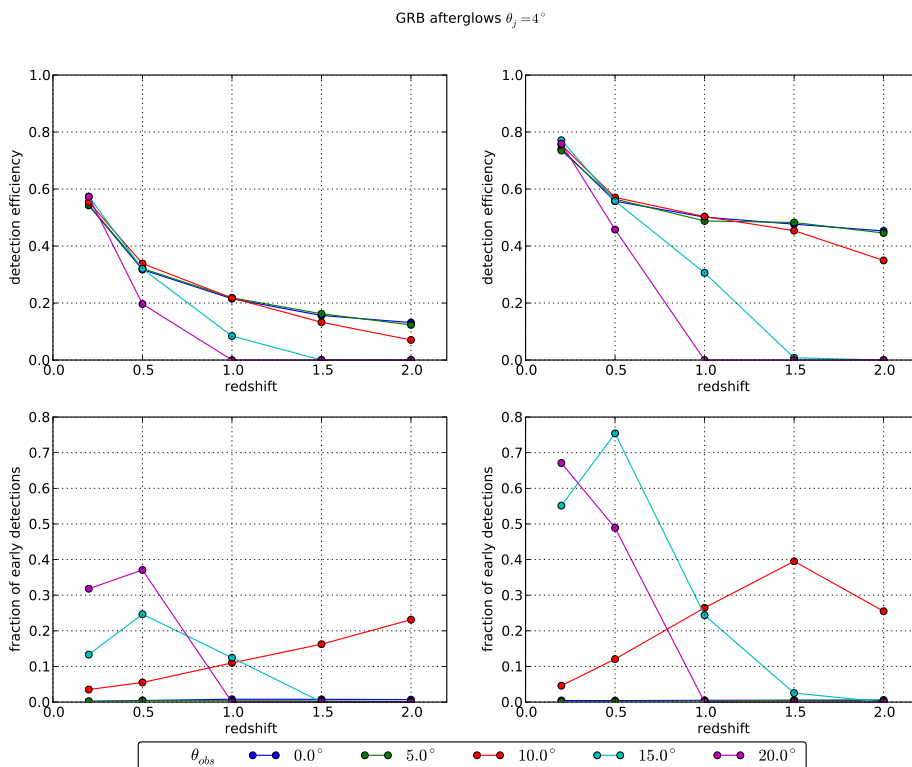 GRB afterglows θj=4°
1.0
0.8
0.6
0.4
0.2
0.0
detection efficiency
0.0 0.5 1.0 1.5 2.0
redshift
1.0
0.8
0.6
0.4
0.2
0.0
detection efficiency
0.0 0.5 1.0 1.5 2.0
redshift
0.8
0.7
0.6
0.5
0.4
0.3
0.2
0.1
0.0
fraction of early detections
0.0 0.5 1.0 1.5 2.0
redshift
0.8
0.7
0.6
0.5
0.4
0.3
0.2
0.1
0.0
fraction of early detections
0.0 0.5 1.0 1.5 2.0
redshift
θobs 0.0° 5.0° 10.0° 15.0° 20.0°